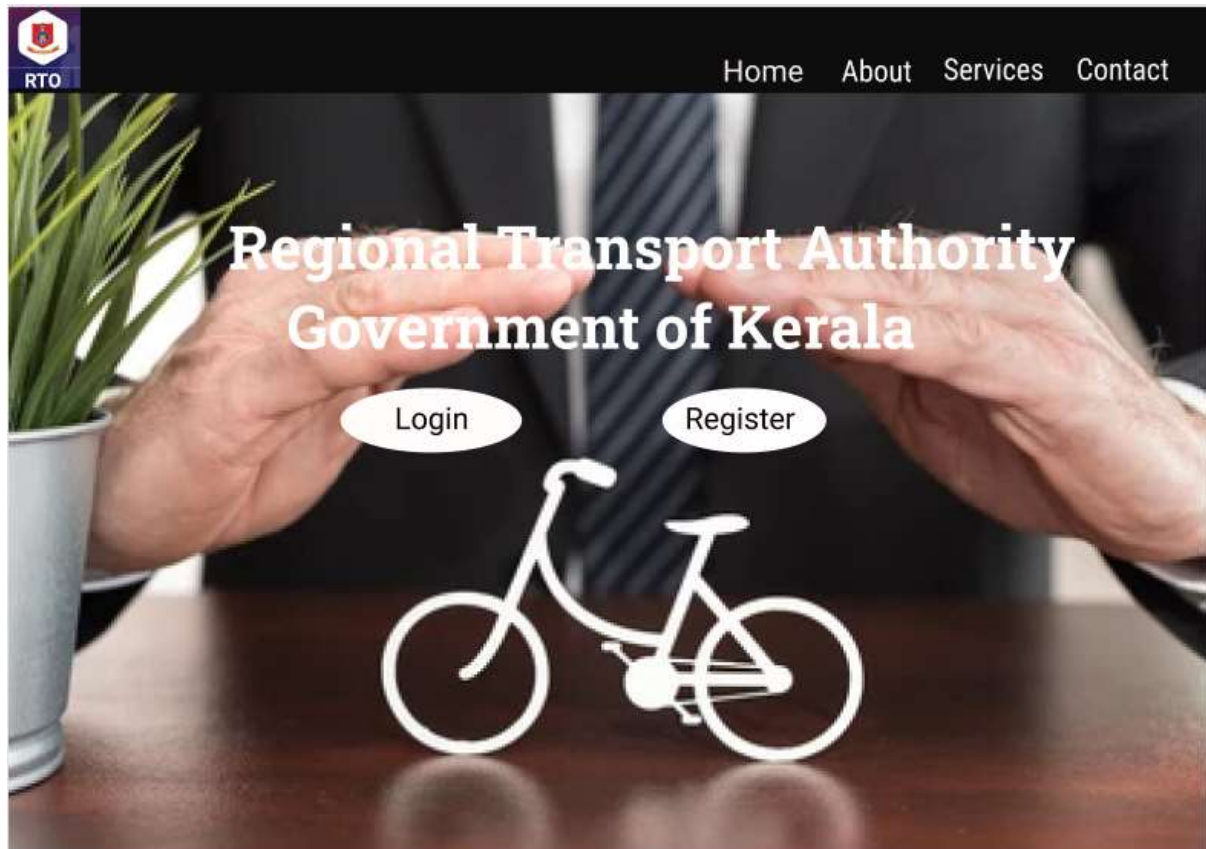 RTO
Home About Services Contact
Regional Transport Authority
Government of Kerala
Login Register